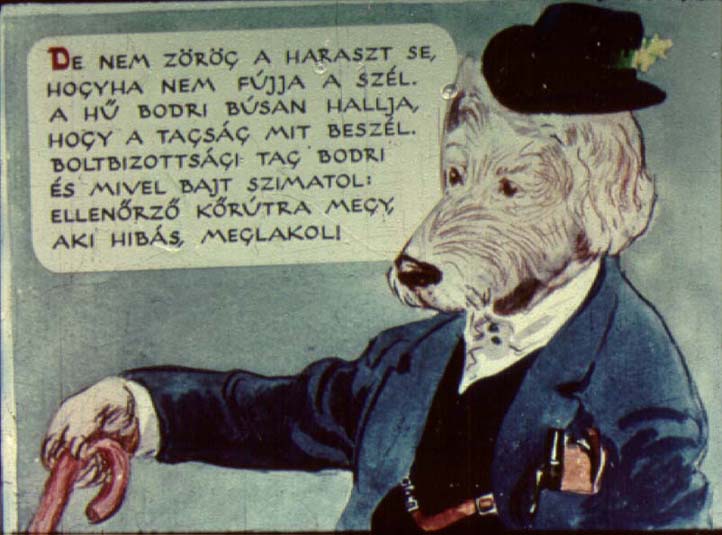 DE NEM ZÖRÖG A HARASZT SE,
HOGYHA NEM FÚJJA A SZÉL.
A HŰ BODRI BÚSAN HALLJA,
HOGY A TAGSÁG MIT BESZÉL.
BOLTBIZOTTSÁGI TAG BODRI
ÉS MIVEL BAJT SZIMATOL:
ELLENŐRZŐ KŐRÚTRA MEGY,
AKI HIBÁS, MEGLAKOL!